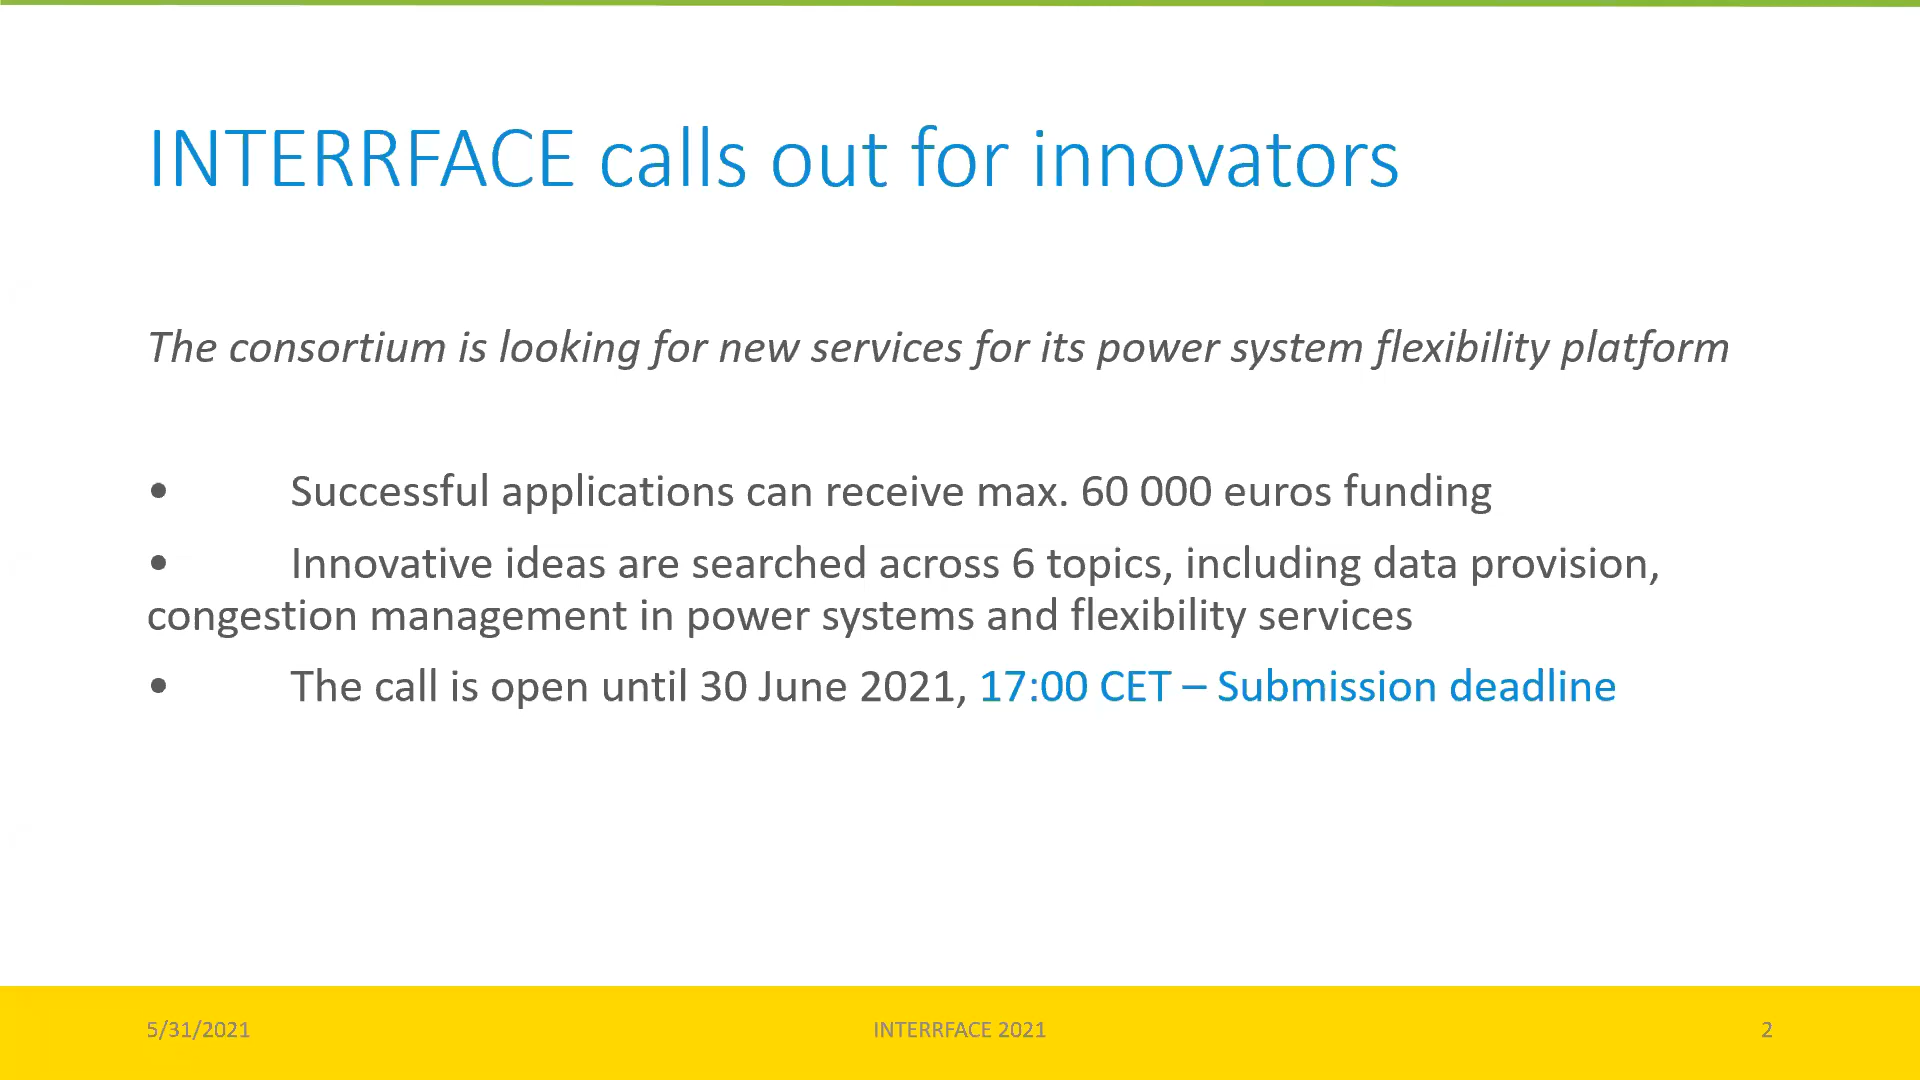 INTERRFACE calls out for innovators
The consortium is looking for new services for its power system flexibility platform
• Successful applications can receive max. 60 000 euros funding
• Innovative ideas are searched across 6 topics, including data provision,
congestion management in power systems and flexibility services
• The call is open until 30 June 2021, 17:00 CET – Submission deadline
5/31/2021 INTERRFACE 2021 2